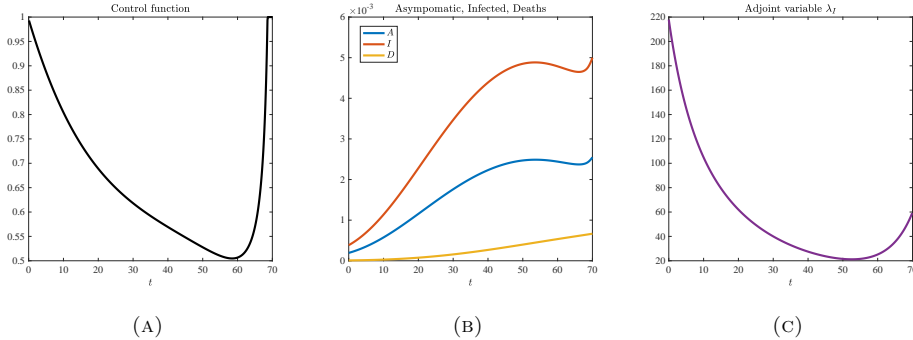 Control function
1
0.95
0.9
0.85
0.8
0.75
0.7
0.65
0.6
0.55
0.5
0 10 20 30 40 50 60 70
t
(A)
Asympomatic, Infected, Deaths
×10⁻³
6
5
4
3
2
1
0
A
I
D
0 10 20 30 40 50 60 70
t
(B)
Adjoint variable λ_I
220
200
180
160
140
120
100
80
60
40
20
0 10 20 30 40 50 60 70
t
(C)